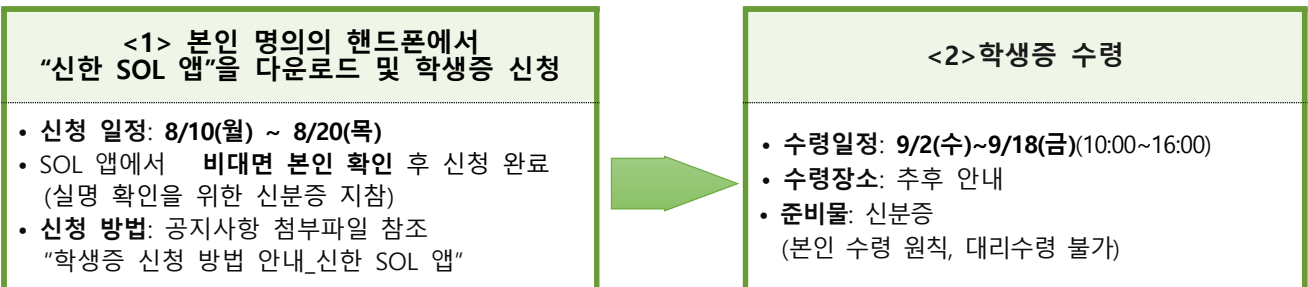 <1> 본인 명의의 핸드폰에서
“신한 SOL 앱”을 다운로드 및 학생증 신청
• 신청 일정: 8/10(월) ~ 8/20(목)
• SOL 앱에서 비대면 본인 확인 후 신청 완료
(실명 확인을 위한 신분증 지참)
• 신청 방법: 공지사항 첨부파일 참조
“학생증 신청 방법 안내_신한 SOL 앱”
<2>학생증 수령
• 수령일정: 9/2(수)~9/18(금)(10:00~16:00)
• 수령장소: 추후 안내
• 준비물: 신분증
(본인 수령 원칙, 대리수령 불가)